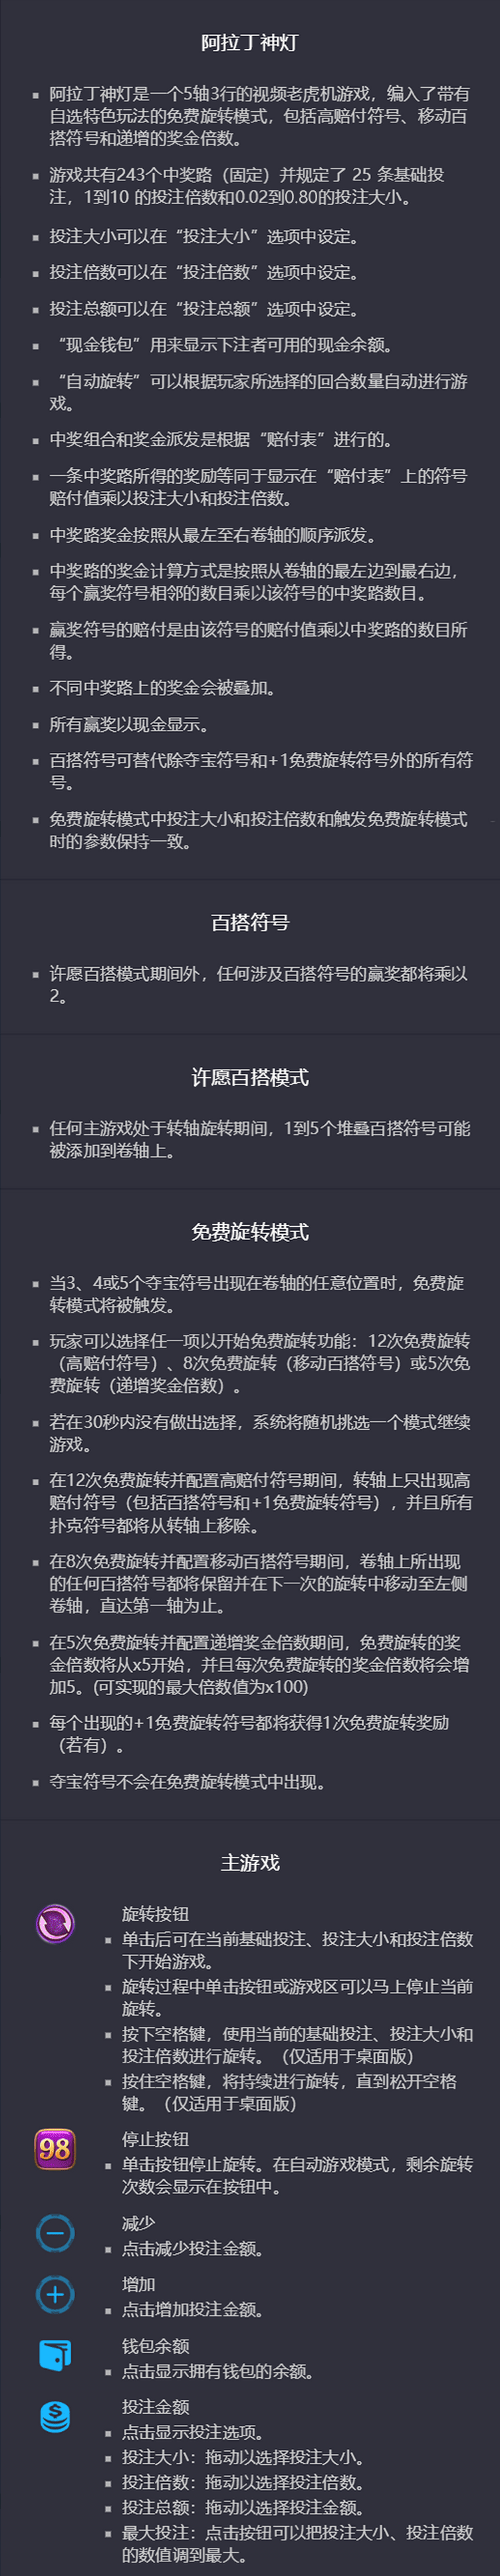 阿拉丁神灯
阿拉丁神灯是一个5轴3行的视频老虎机游戏，编入了带有
自选特色玩法的免费旋转模式，包括高赔付符号、移动百
搭符号和递增的奖金倍数。
游戏共有243个中奖路（固定）并规定了 25 条基础投
注，1到10 的投注倍数和0.02到0.80的投注大小。
投注大小可以在“投注大小”选项中设定。
投注倍数可以在“投注倍数”选项中设定。
投注总额可以在“投注总额”选项中设定。
“现金钱包”用来显示下注者可用的现金余额。
“自动旋转”可以根据玩家所选择的回合数量自动进行游
戏。
中奖组合和奖金派发是根据“赔付表”进行的。
一条中奖路所得的奖励等同于显示在“赔付表”上的符号
赔付值乘以投注大小和投注倍数。
中奖路奖金按照从最左至右卷轴的顺序派发。
中奖路的奖金计算方式是按照从卷轴的最左边到最右边，
每个赢奖符号相邻的数目乘以该符号的中奖路数目。
赢奖符号的赔付是由该符号的赔付值乘以中奖路的数目所
得。
不同中奖路上的奖金会被叠加。
所有赢奖以现金显示。
百搭符号可替代除夺宝符号和+1免费旋转符号外的所有符
号。
免费旋转模式中投注大小和投注倍数和触发免费旋转模式
时的参数保持一致。
百搭符号
许愿百搭模式期间外，任何涉及百搭符号的赢奖都将乘以
2。
许愿百搭模式
任何主游戏处于转轴旋转期间，1到5个堆叠百搭符号可能
被添加到卷轴上。
免费旋转模式
当3、4或5个夺宝符号出现在卷轴的任意位置时，免费旋
转模式将被触发。
玩家可以选择任一项以开始免费旋转功能：12次免费旋转
（高赔付符号）、8次免费旋转（移动百搭符号）或5次免
费旋转（递增奖金倍数）。
若在30秒内没有做出选择，系统将随机挑选一个模式继续
游戏。
在12次免费旋转并配置高赔付符号期间，转轴上只出现高
赔付符号（包括百搭符号和+1免费旋转符号），并且所有
扑克符号都将从转轴上移除。
在8次免费旋转并配置移动百搭符号期间，卷轴上所出现
的任何百搭符号都将保留并在下一次的旋转中移动至左侧
卷轴，直达第一轴为止。
在5次免费旋转并配置递增奖金倍数期间，免费旋转的奖
金倍数将从x5开始，并且每次免费旋转的奖金倍数将会增
加5。(可实现的最大倍数值为x100)
每个出现的+1免费旋转符号都将获得1次免费旋转奖励
（若有）。
夺宝符号不会在免费旋转模式中出现。
主游戏
旋转按钮
单击后可在当前基础投注、投注大小和投注倍数
下开始游戏。
旋转过程中单击按钮或游戏区可以马上停止当前
旋转。
按下空格键，使用当前的基础投注、投注大小和
投注倍数进行旋转。（仅适用于桌面版）
按住空格键，将持续进行旋转，直到松开空格
键。（仅适用于桌面版）
98
停止按钮
单击按钮停止旋转。在自动游戏模式，剩余旋转
次数会显示在按钮中。
减少
点击减少投注金额。
增加
点击增加投注金额。
钱包余额
点击显示拥有钱包的余额。
投注金额
点击显示投注选项。
投注大小：拖动以选择投注大小。
投注倍数：拖动以选择投注倍数。
投注总额：拖动以选择投注金额。
最大投注：点击按钮可以把投注大小、投注倍数
的数值调到最大。